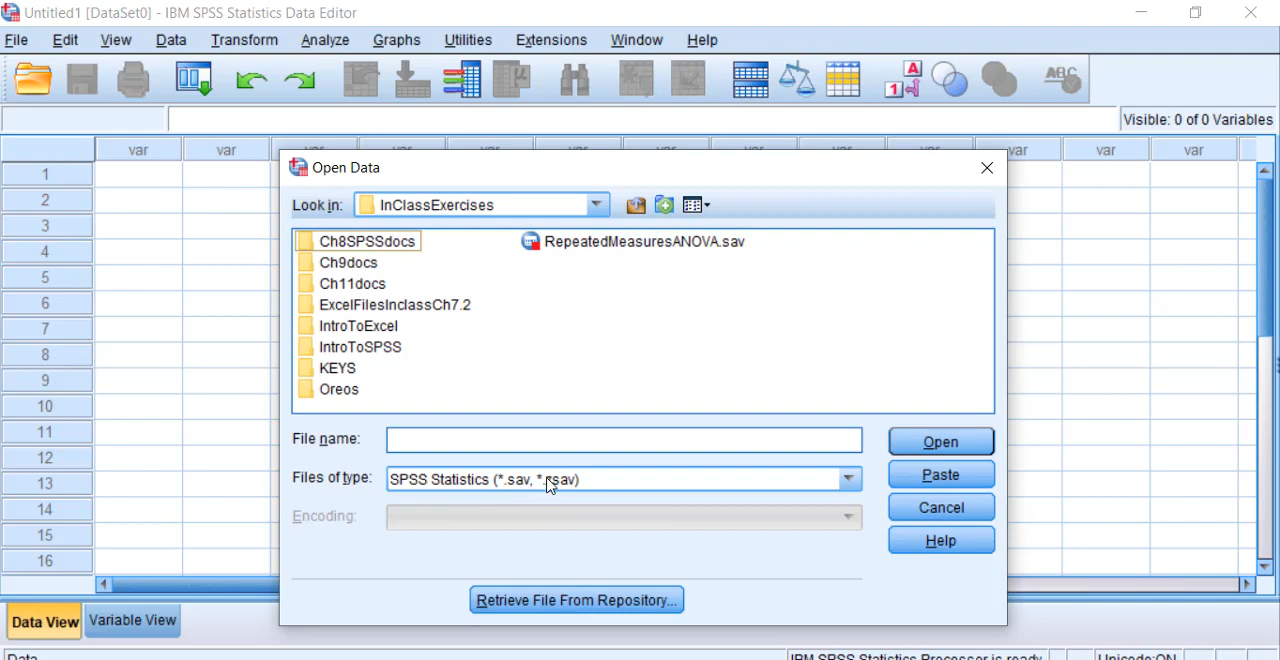 Untitled1 [DataSet0] - IBM SPSS Statistics Data Editor
File Edit View Data Transform Analyze Graphs Utilities Extensions Window Help
A
1
ABC
Visible: 0 of 0 Variables
var var var var var
1
2
3
4
5
6
7
8
9
10
11
12
13
14
15
16
Open Data
Look in: InClassExercises
Ch8SPSSdocs RepeatedMeasuresANOVA.sav
Ch9docs
Ch11docs
ExcelFilesInclassCh7.2
IntroToExcel
IntroToSPSS
KEYS
Oreos
File name: Open
Files of type: SPSS Statistics (*.sav, *.zsav) Paste
Encoding: Cancel
Help
Retrieve File From Repository...
Data View Variable View
Data IBM SPSS Statistics Processor is ready Unicode:ON